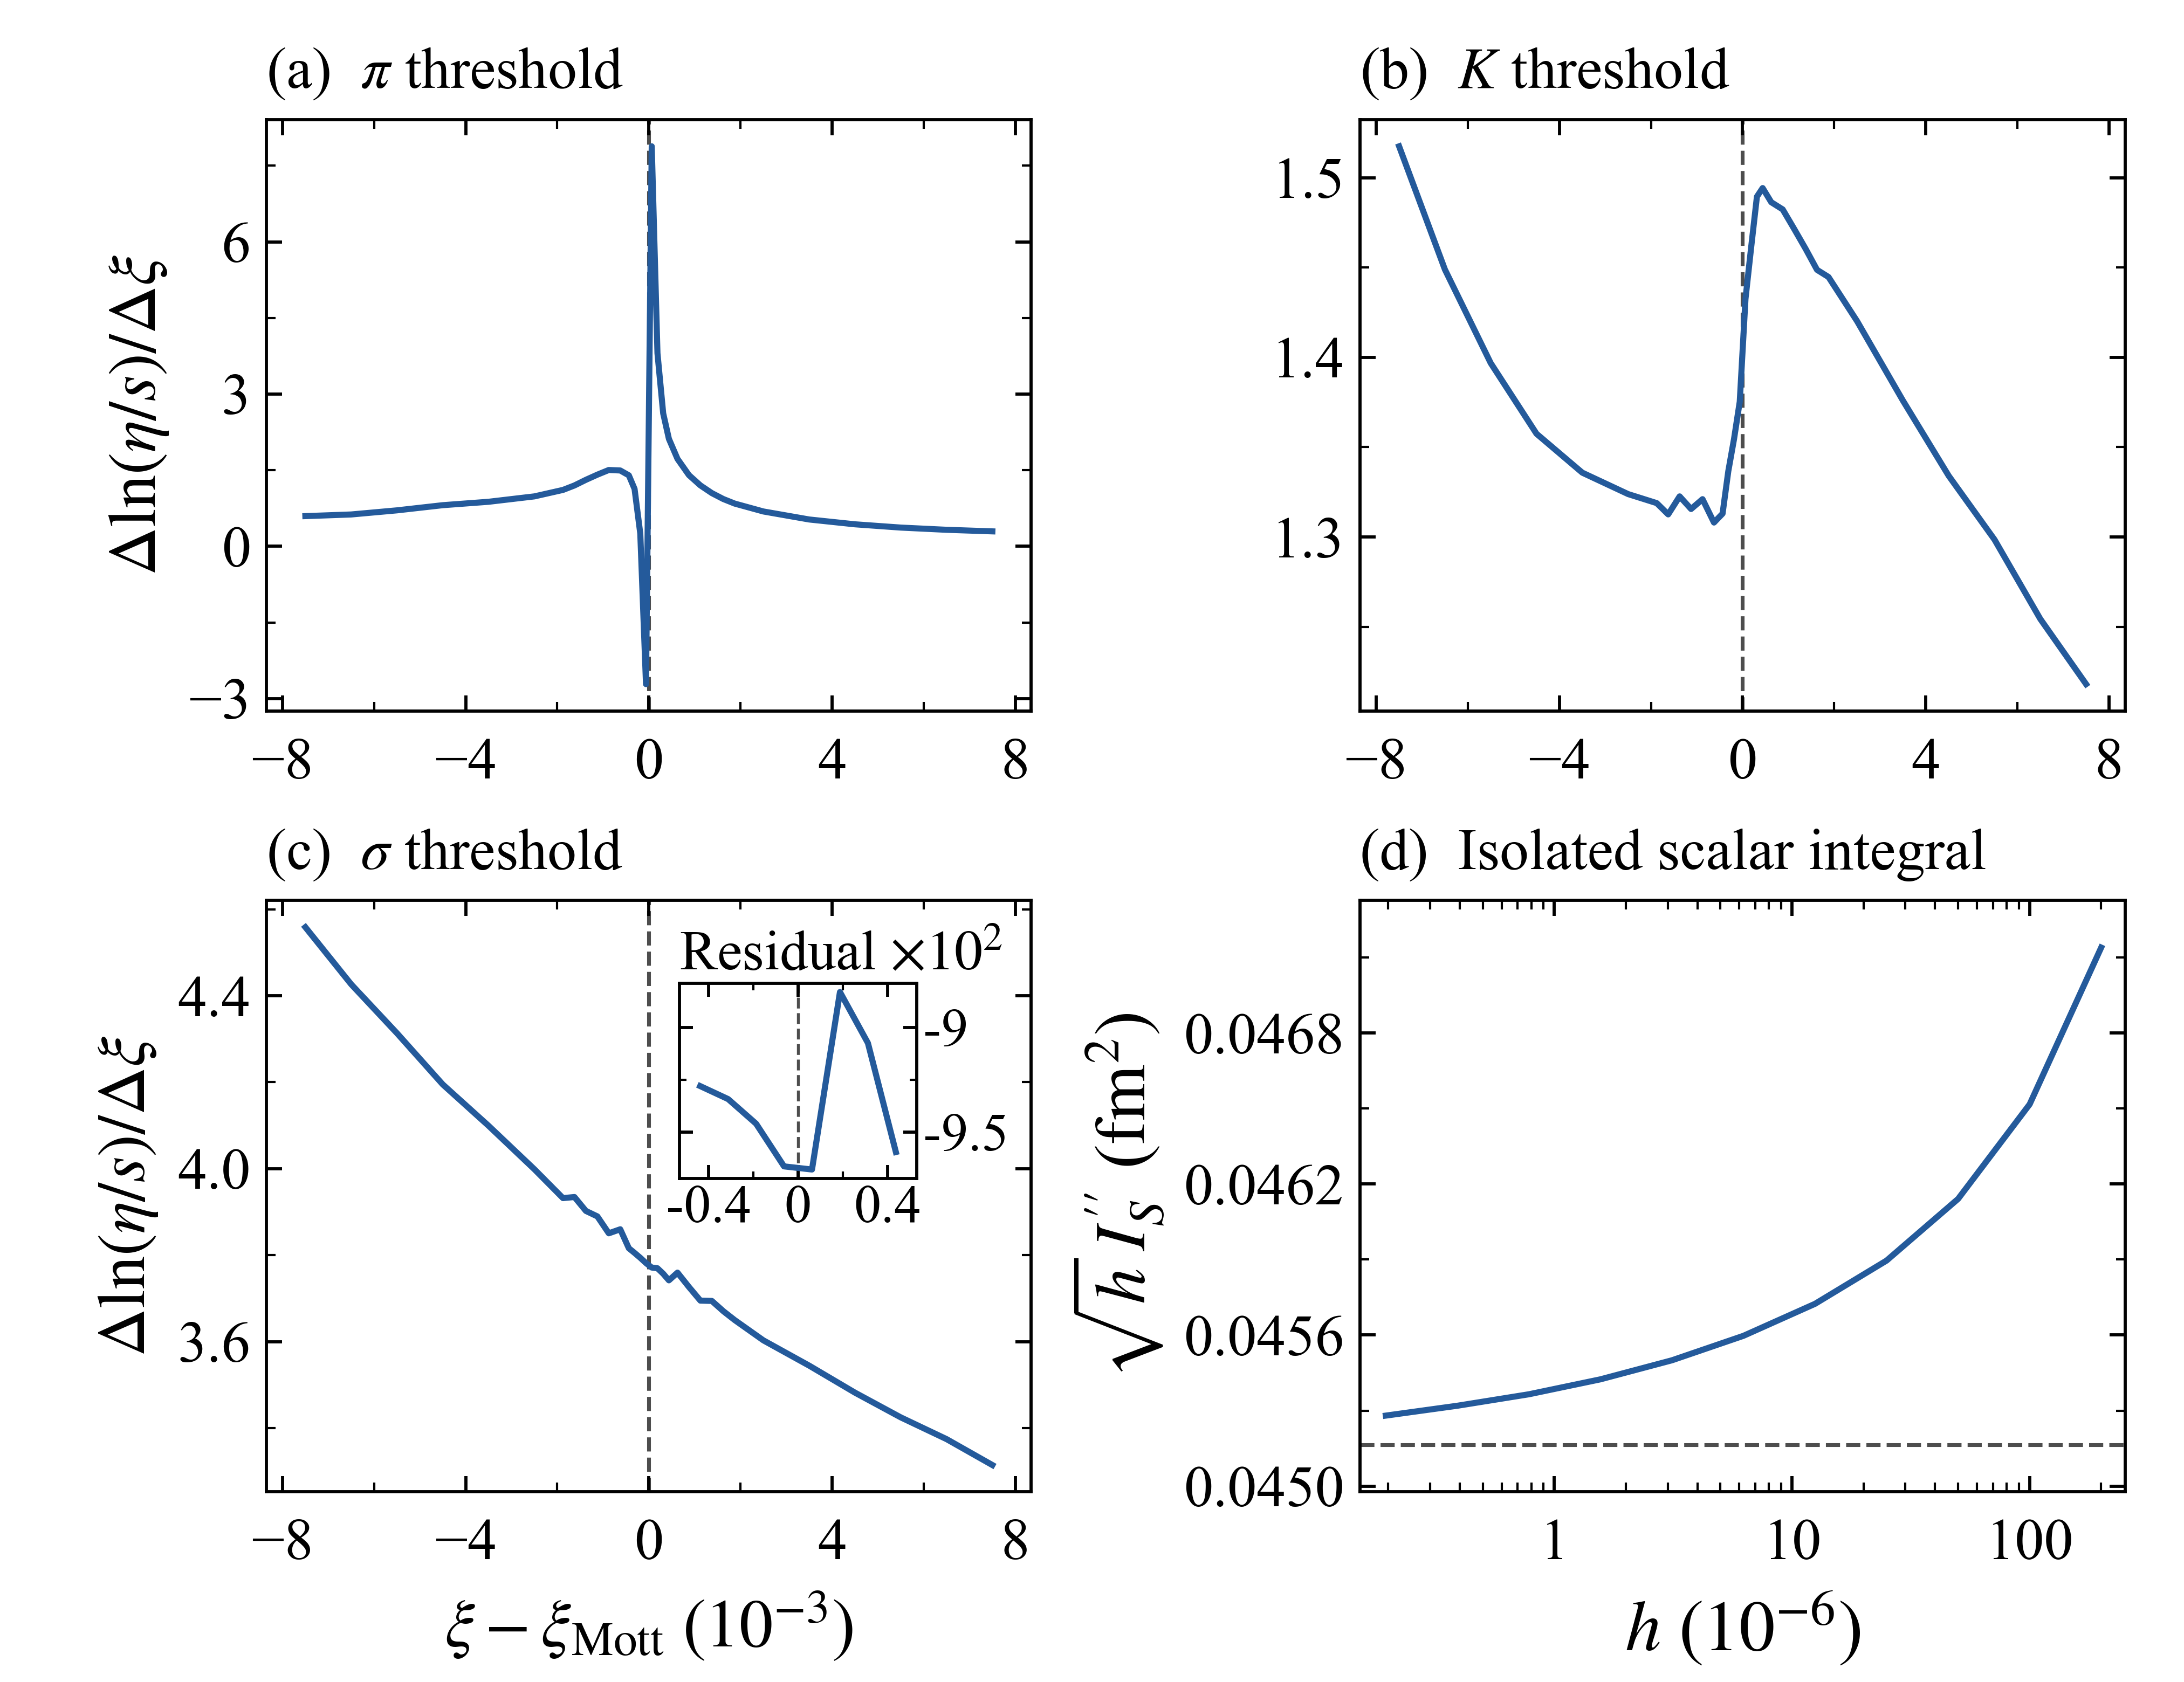 (a) π threshold
Δln(η/s)/Δξ
6
3
0
−3
−8 −4 0 4 8
(b) K threshold
1.5
1.4
1.3
−8 −4 0 4 8
(c) σ threshold
Δln(η/s)/Δξ
4.4
4.0
3.6
Residual ×10²
-9
-9.5
-0.4 0 0.4
−8 −4 0 4 8
ξ − ξMott (10⁻³)
(d) Isolated scalar integral
√h I''S (fm²)
0.0468
0.0462
0.0456
0.0450
1 10 100
h (10⁻⁶)